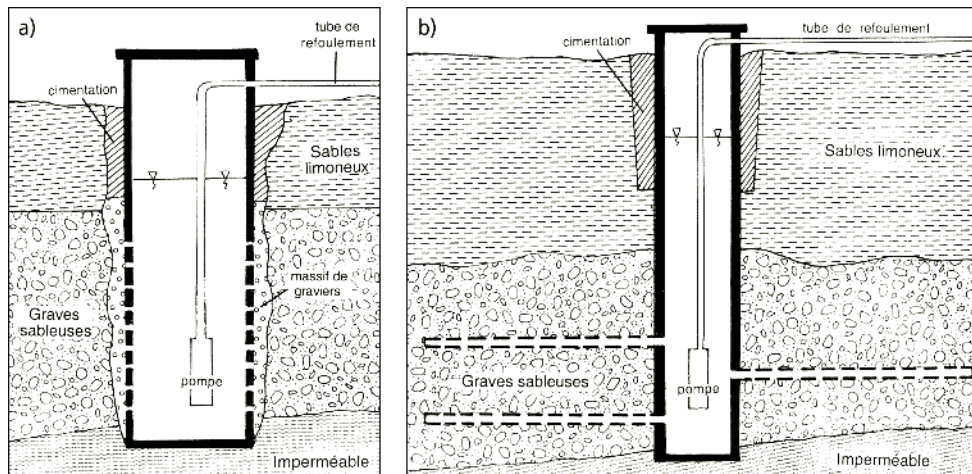 a)
tube de
refoulement
cimentation
Sables
limoneux
massif de
graviers
Graves
sableuses
pompe
Imperméable
b)
tube de refoulement
cimentation
Sables limoneux.
Graves sableuses
pompe
Imperméable